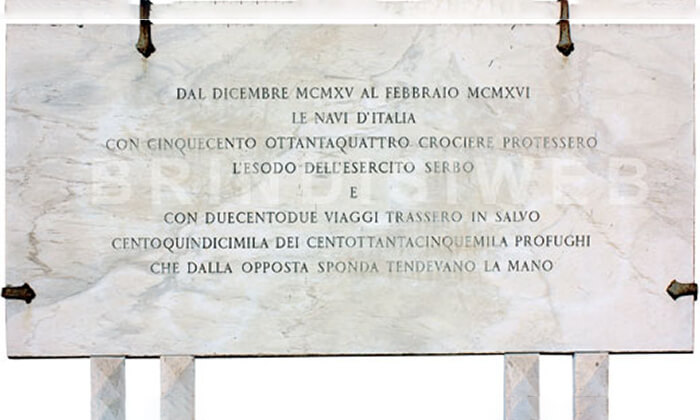 DAL DICEMBRE MCMXV AL FEBBRAIO MCMXVI
LE NAVI D'ITALIA
CON CINQUECENTO OTTANTAQUATTRO CROCIERE PROTESSERO
L'ESODO DELL'ESERCITO SERBO
BRINDISIWEB
E
CON DUECENTODUE VIAGGI TRASSERO IN SALVO
CENTOQUINDICIMILA DEI CENTOTTANTACINQUEMILA PROFUGHI
CHE DALLA OPPOSTA SPONDA TENDEVANO LA MANO